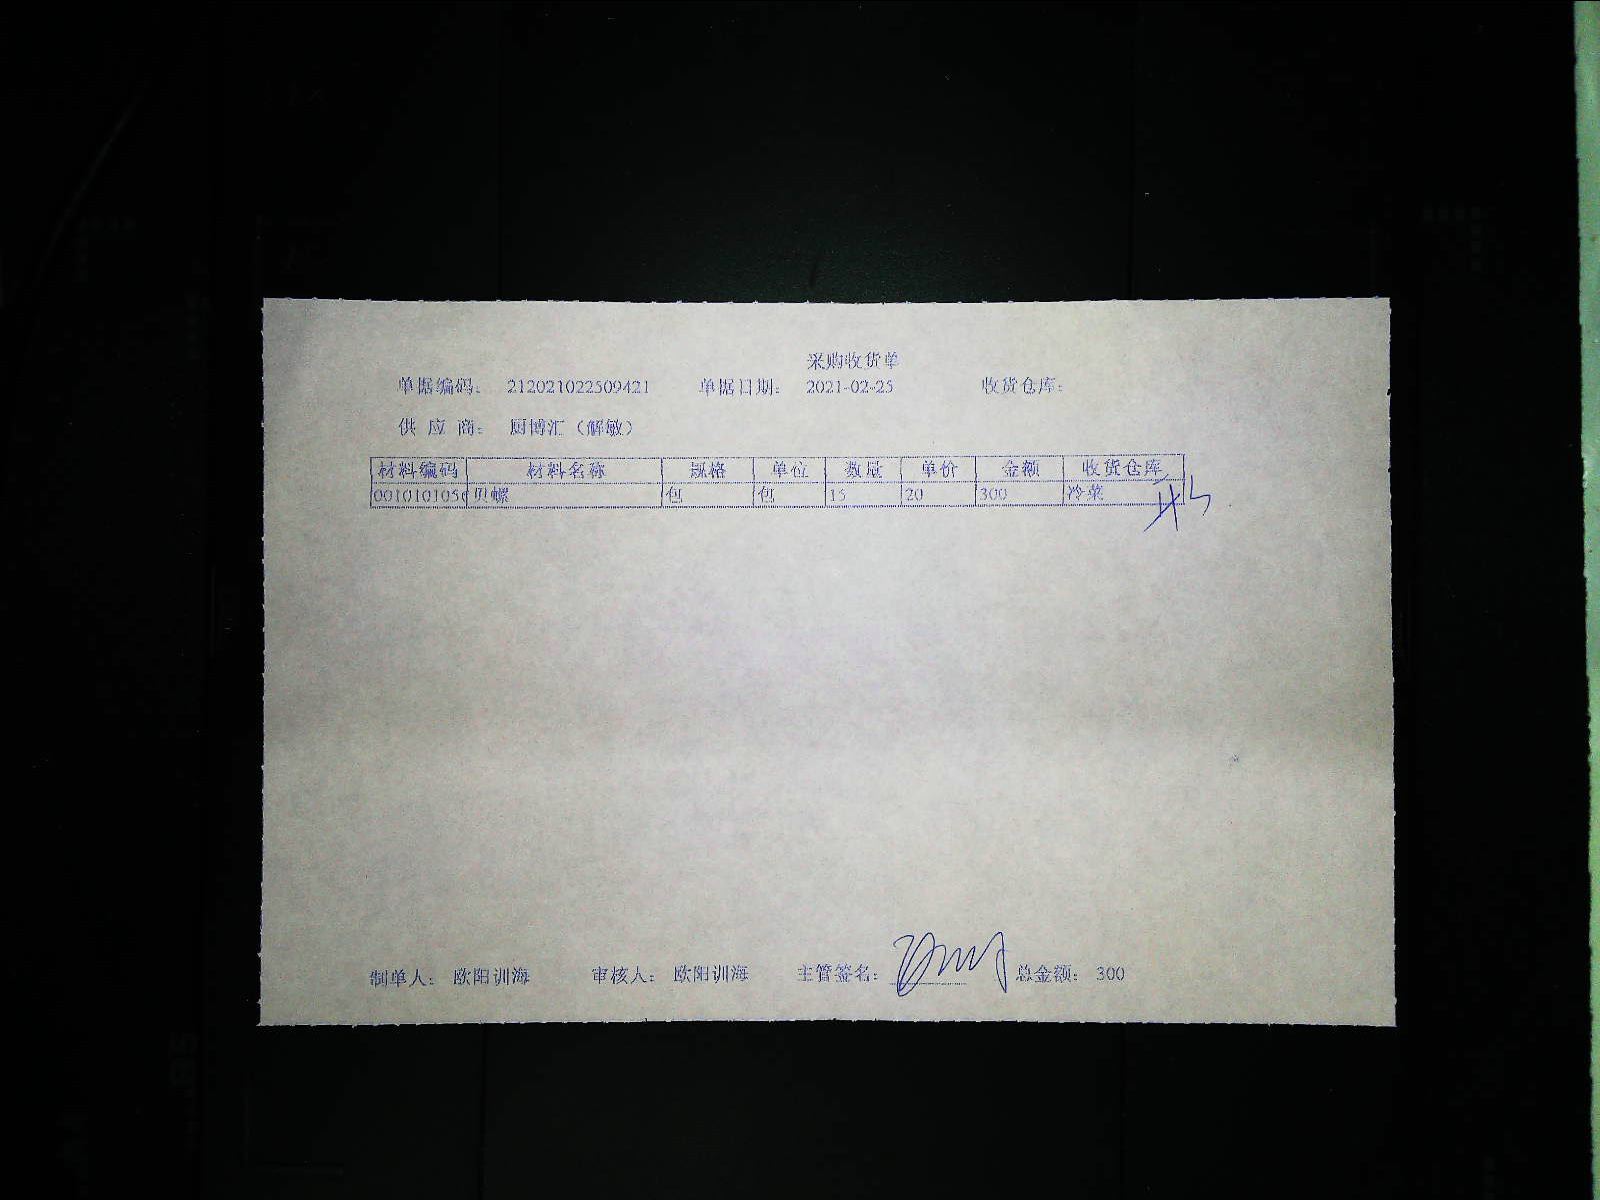 采购收货单
单据编码： 212021022509421 单据日期： 2021-02-25 收货仓库：
供 应 商： 厨博汇（解敏）
材料编码 材料名称 规格 单位 数量 单价 金额 收货仓库
001010105 贝螺 包 包 15 20 300 冷菜
制单人： 欧阳训海 审核人： 欧阳训海 主管签名： 总金额： 300